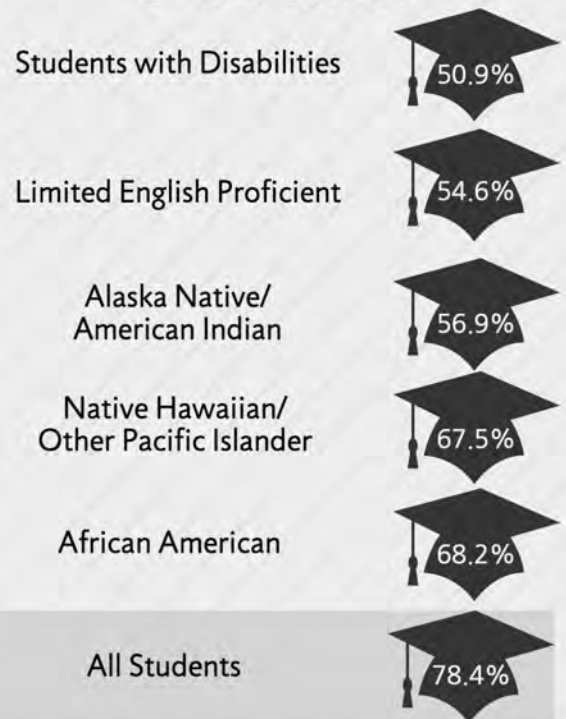 Students with Disabilities
50.9%
Limited English Proficient
54.6%
Alaska Native/
American Indian
56.9%
Native Hawaiian/
Other Pacific Islander
67.5%
African American
68.2%
All Students
78.4%